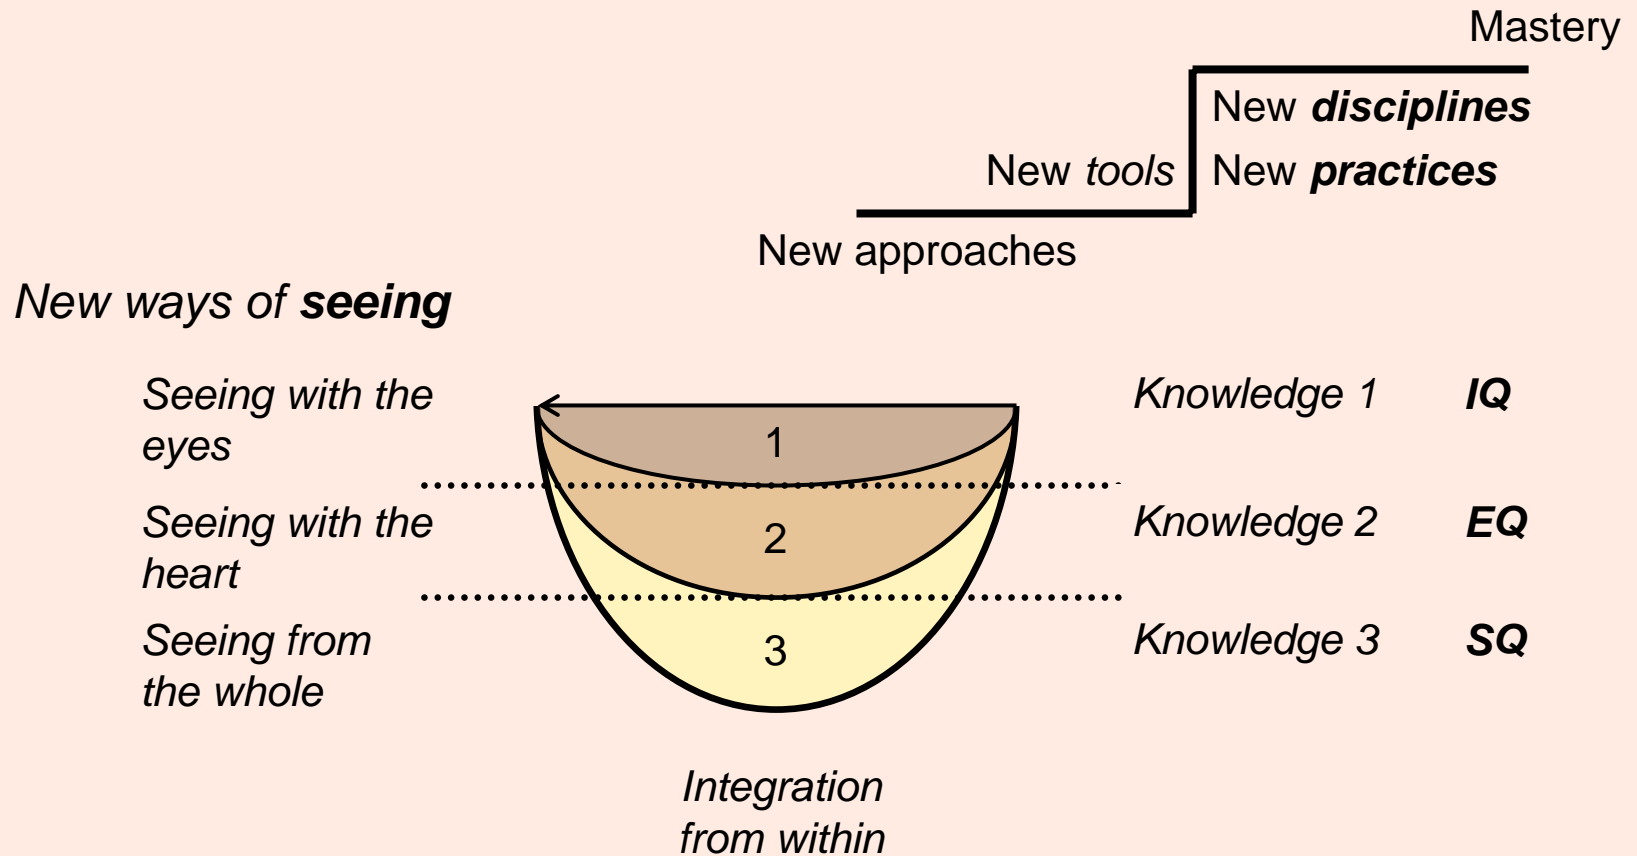 Mastery
New disciplines
New tools
New practices
New approaches
New ways of seeing
Seeing with the
eyes
1
Knowledge 1
IQ
Seeing with the
heart
2
Knowledge 2
EQ
Seeing from
the whole
3
Knowledge 3
SQ
Integration
from within